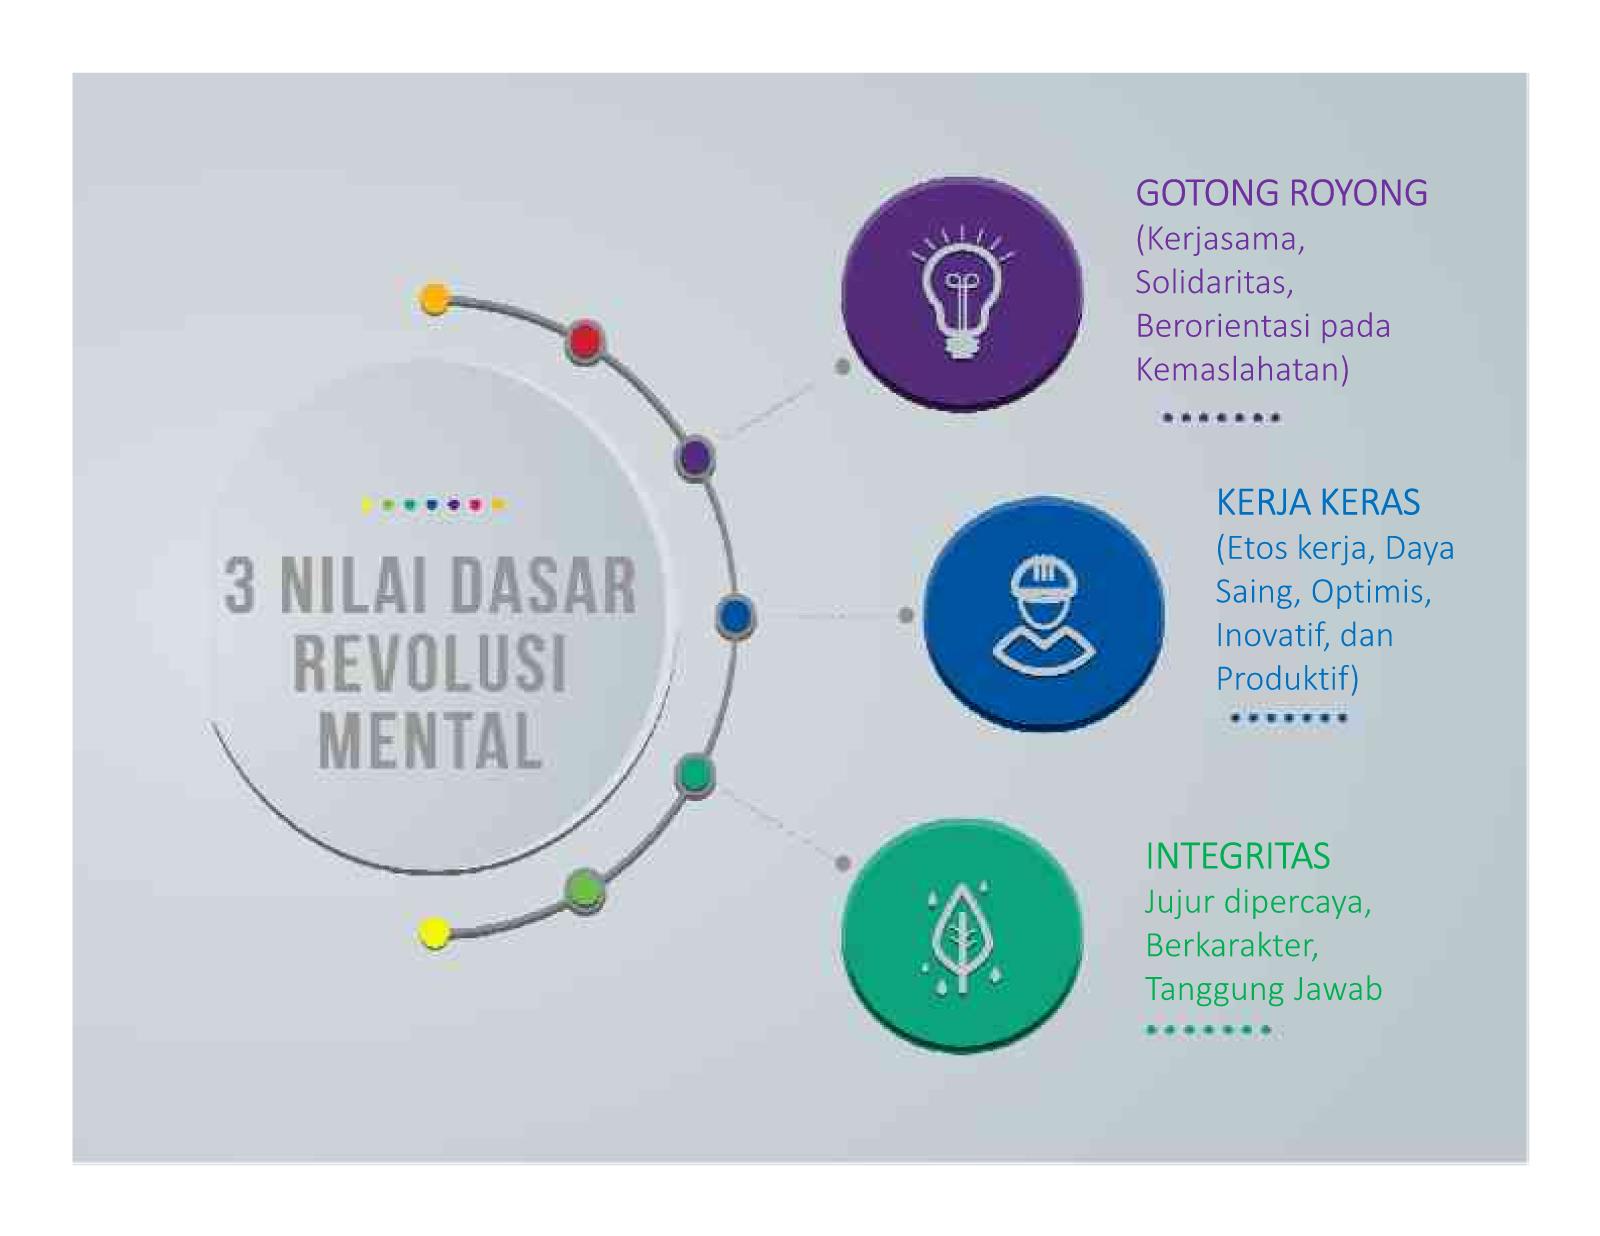 3 NILAI DASAR
REVOLUSI
MENTAL
GOTONG ROYONG
(Kerjasama,
Solidaritas,
Berorientasi pada
Kemaslahatan)
KERJA KERAS
(Etos kerja, Daya
Saing, Optimis,
Inovatif, dan
Produktif)
INTEGRITAS
Jujur dipercaya,
Berkarakter,
Tanggung Jawab